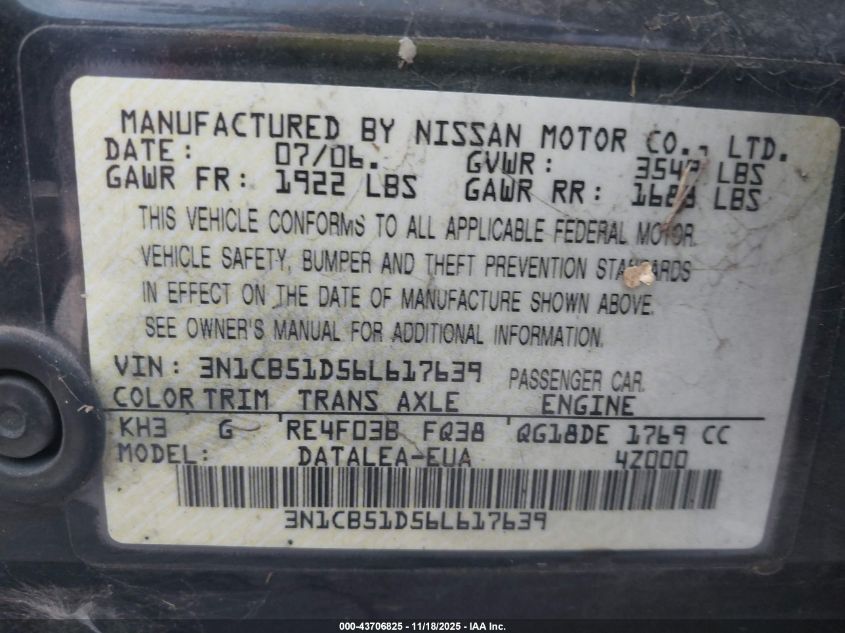 MANUFACTURED BY NISSAN MOTOR CO., LTD.
DATE: 07/06. GVWR: LBS
GAWR FR: 1922 LBS GAWR RR: LBS
THIS VEHICLE CONFORMS TO ALL APPLICABLE FEDERAL MOTOR
VEHICLE SAFETY, BUMPER AND THEFT PREVENTION STANDARDS
IN EFFECT ON THE DATE OF MANUFACTURE SHOWN ABOVE.
SEE OWNER'S MANUAL FOR ADDITIONAL INFORMATION.
VIN: 3N1CB51D56L617639 PASSENGER CAR.
COLOR TRIM TRANS AXLE ENGINE
KH3 G RE4F03B FQ38 QG18DE 1769 CC
MODEL: DATALEA-EUA 4Z000
3N1CB51D56L617639
000-43706825 - 11/18/2025 - IAA Inc.